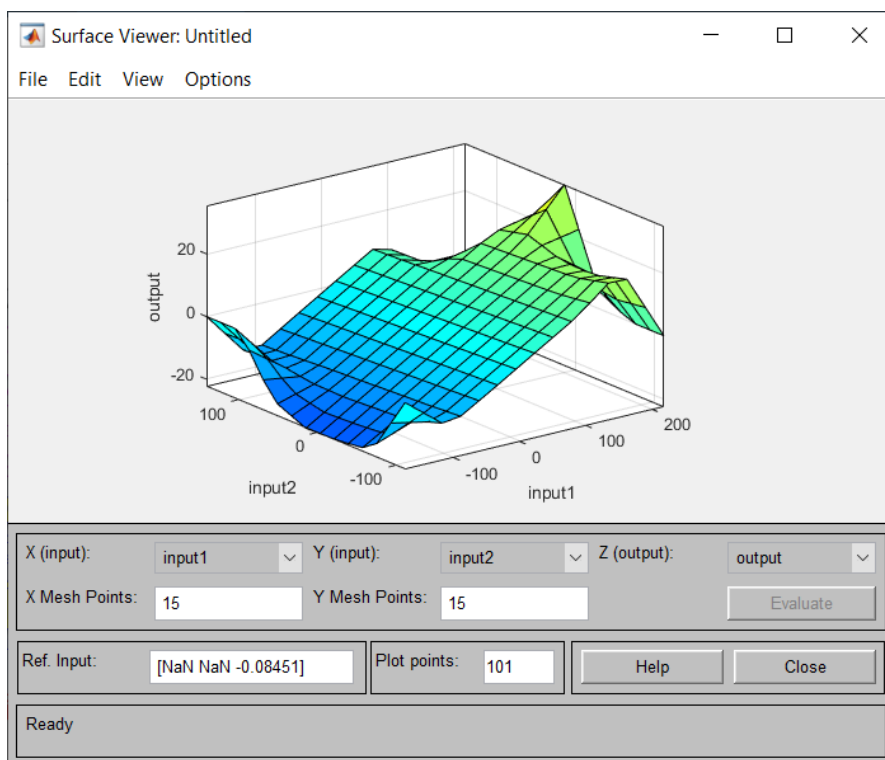 Surface Viewer: Untitled
File Edit View Options
output
20
0
-20
100
0
-100
input2
-100
0
100
200
input1
X (input): input1 Y (input): input2 Z (output): output
X Mesh Points: 15 Y Mesh Points: 15 Evaluate
Ref. Input: [NaN NaN -0.08451] Plot points: 101 Help Close
Ready